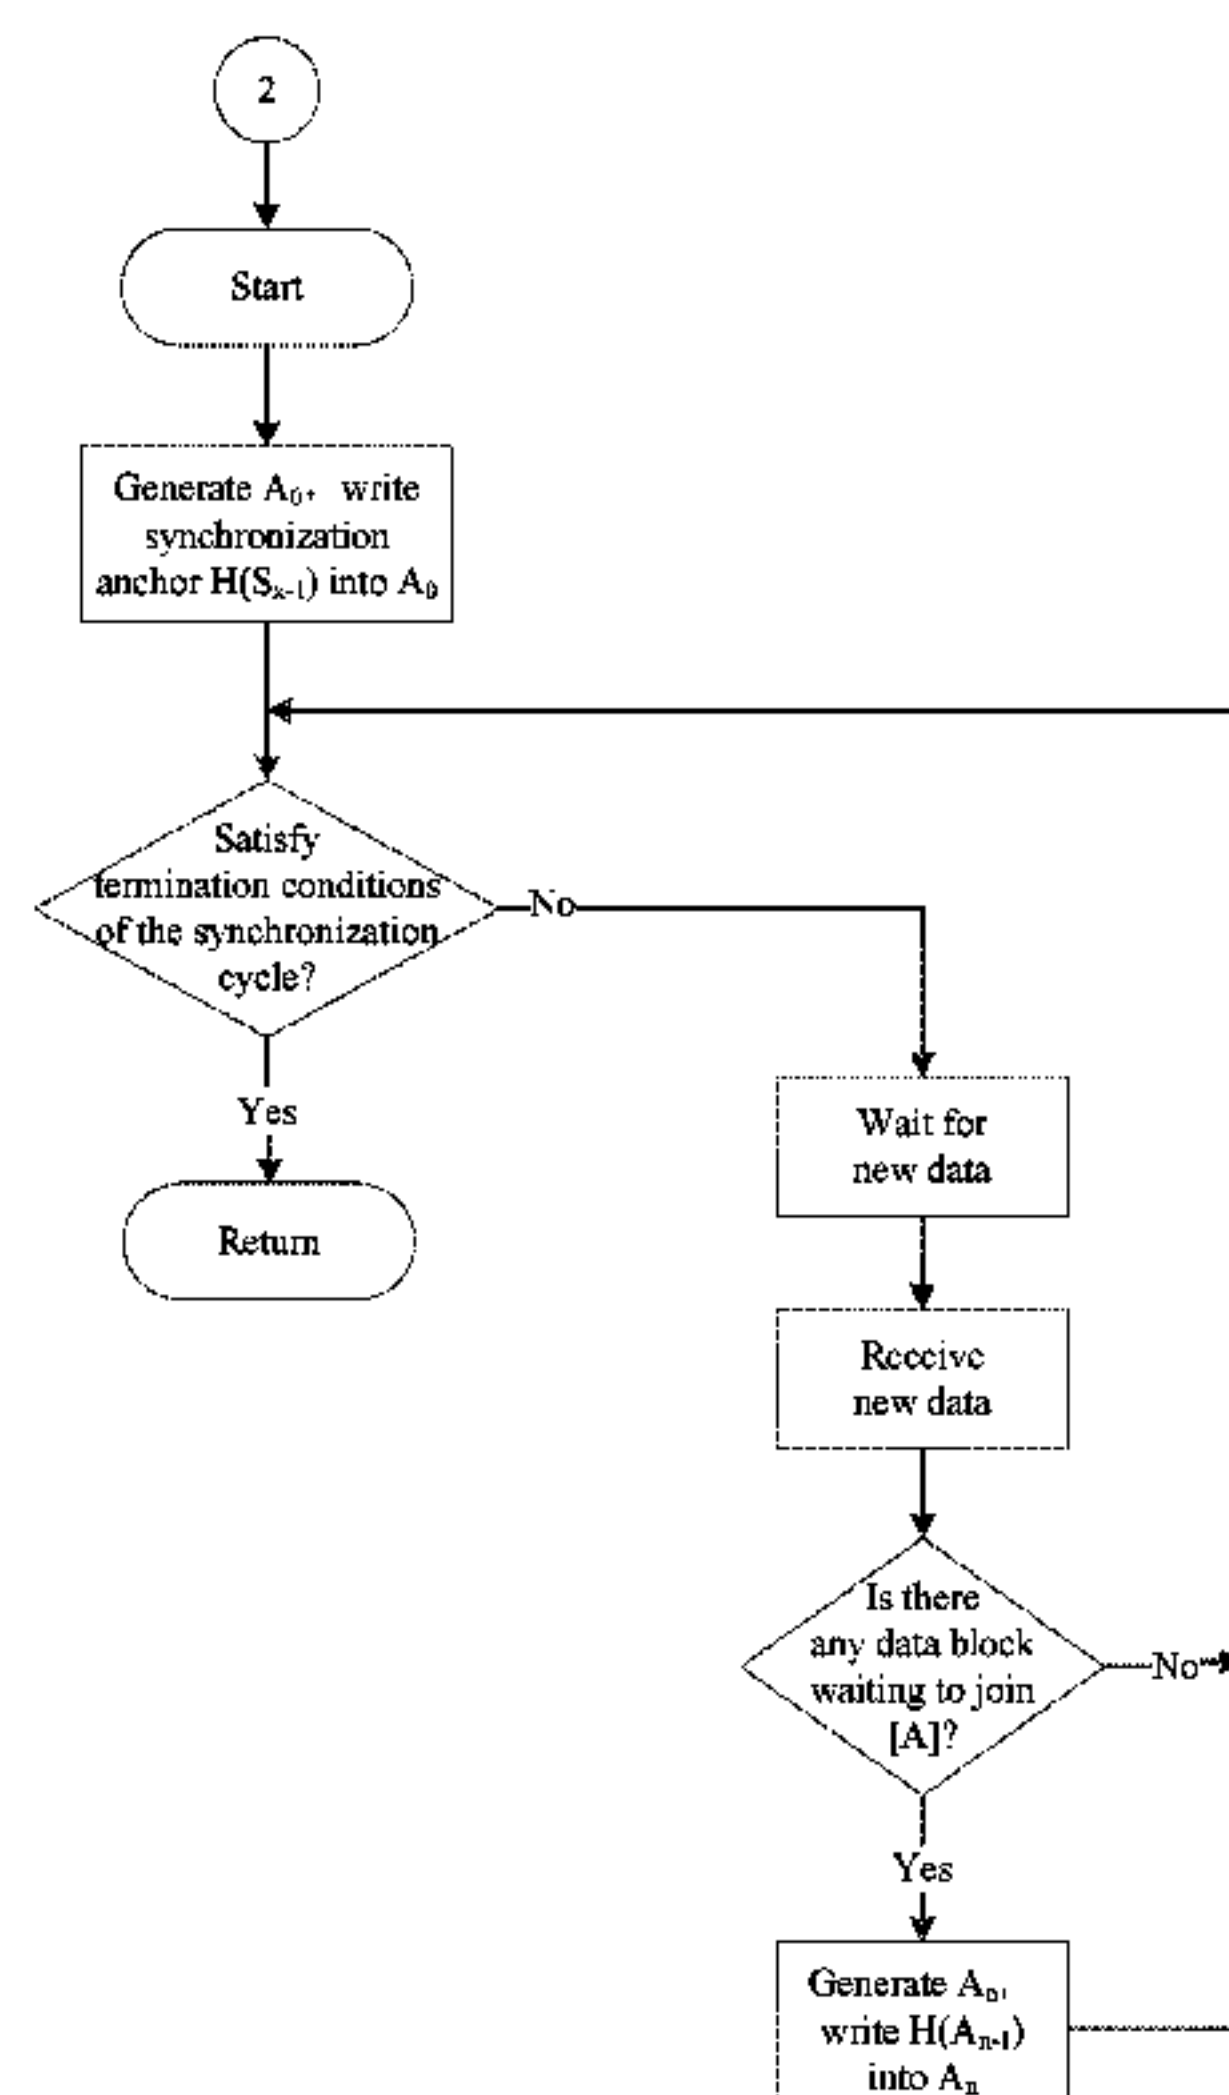 2
Start
Generate A₀, write
synchronization
anchor H(Sₓ₋₁) into A₀
Satisfy
termination conditions
of the synchronization
cycle?
No
Yes
Return
Wait for
new data
Receive
new data
Is there
any data block
waiting to join
[A]?
No
Yes
Generate Aₙ,
write H(Aₙ₋₁)
into Aₙ